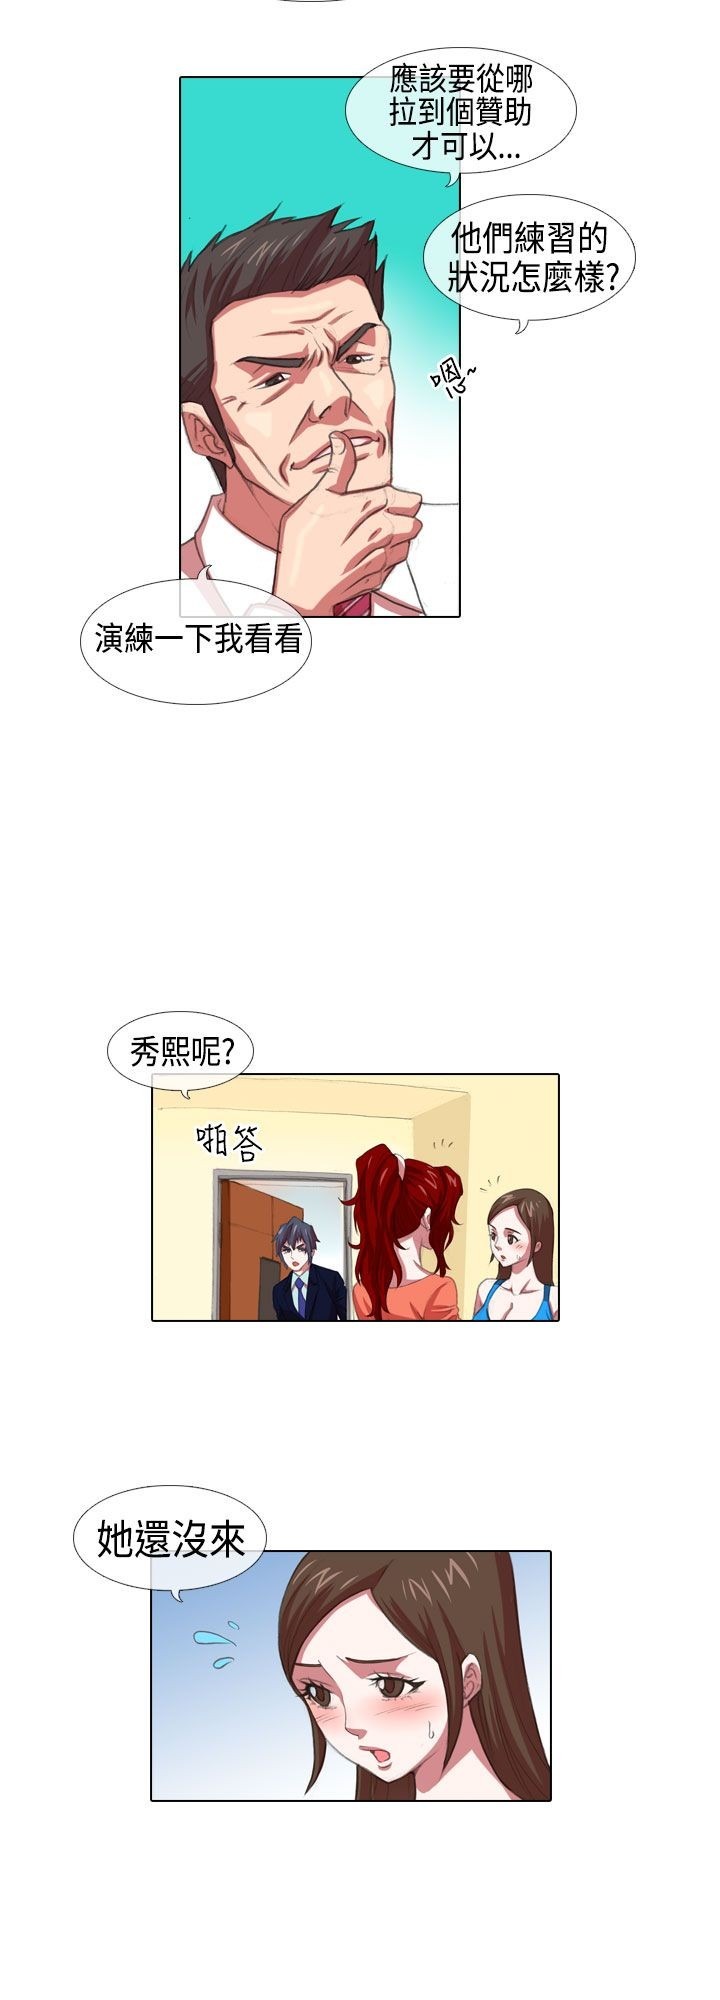 應該要從哪
拉到個贊助
才可以...
他們練習的
狀況怎麼樣?
嗯~
演練一下我看看
秀熙呢?
啪答
她還沒來